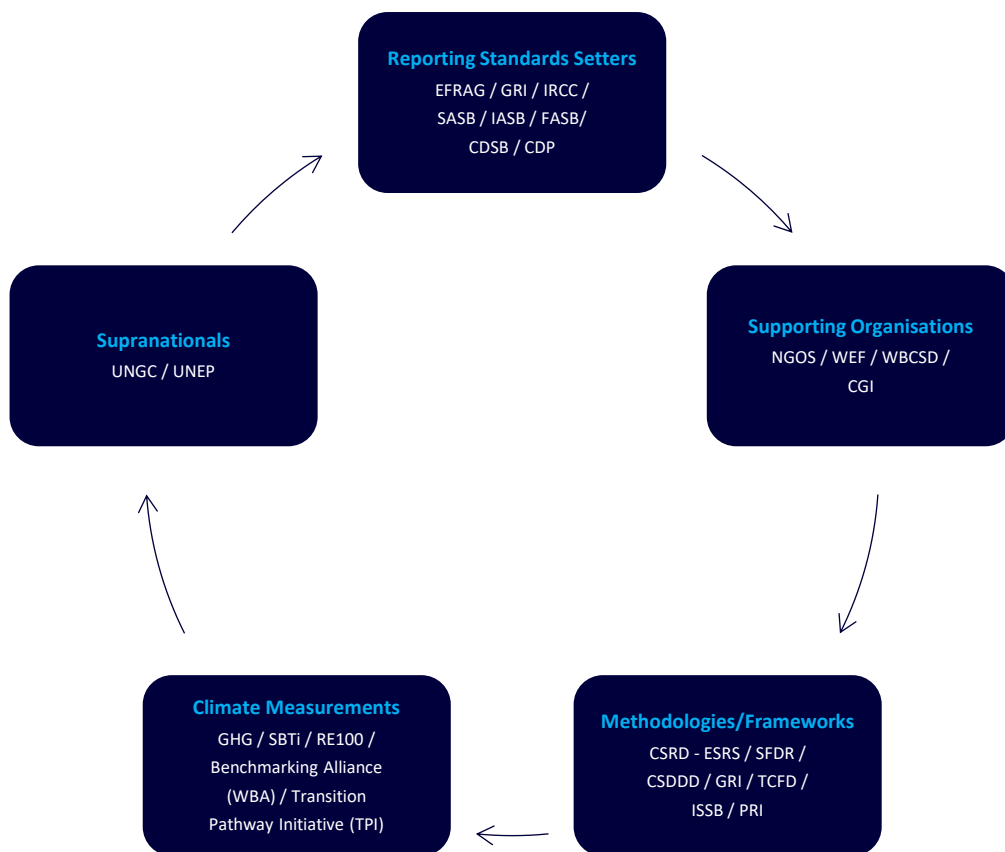 Reporting Standards Setters
EFRAG / GRI / IRCC /
SASB / IASB / FASB/
CDSB / CDP
Supranationals
UNGC / UNEP
Supporting Organisations
NGOS / WEF / WBCSD /
CGI
Climate Measurements
GHG / SBTi / RE100 /
Benchmarking Alliance
(WBA) / Transition
Pathway Initiative (TPI)
Methodologies/Frameworks
CSRD - ESRS / SFDR /
CSDDD / GRI / TCFD /
ISSB / PRI